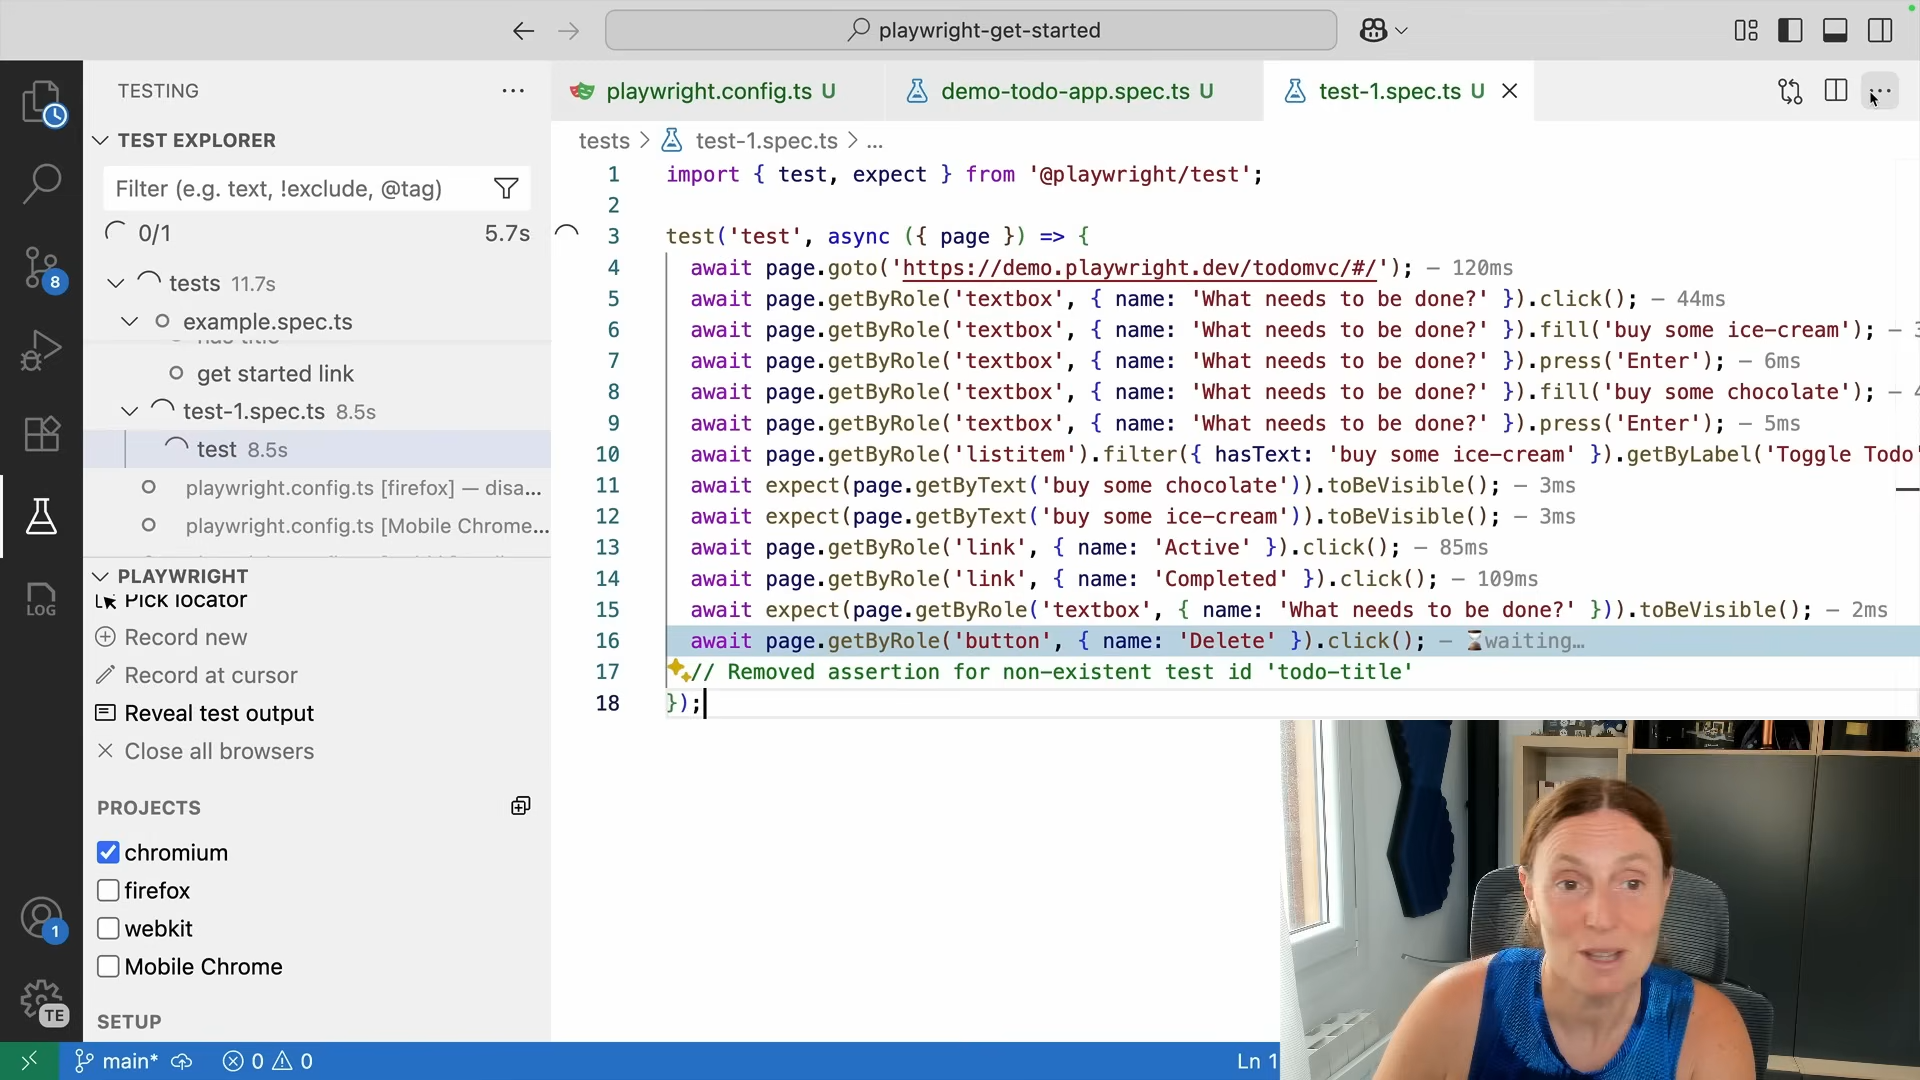 playwright-get-started
TESTING
TEST EXPLORER
Filter (e.g. text, !exclude, @tag)
0/1 5.7s
tests 11.7s
example.spec.ts
has title
get started link
test-1.spec.ts 8.5s
test 8.5s
playwright.config.ts [firefox] — disa...
playwright.config.ts [Mobile Chrome...
PLAYWRIGHT
Pick locator
Record new
Record at cursor
Reveal test output
Close all browsers
PROJECTS
chromium
firefox
webkit
Mobile Chrome
SETUP
8
LOG
1
TE
playwright.config.ts U
demo-todo-app.spec.ts U
test-1.spec.ts U
tests > test-1.spec.ts > ...
1 import { test, expect } from '@playwright/test';
2
3 test('test', async ({ page }) => {
4 await page.goto('https://demo.playwright.dev/todomvc/#/'); — 120ms
5 await page.getByRole('textbox', { name: 'What needs to be done?' }).click(); — 44ms
6 await page.getByRole('textbox', { name: 'What needs to be done?' }).fill('buy some ice-cream'); —
7 await page.getByRole('textbox', { name: 'What needs to be done?' }).press('Enter'); — 6ms
8 await page.getByRole('textbox', { name: 'What needs to be done?' }).fill('buy some chocolate'); —
9 await page.getByRole('textbox', { name: 'What needs to be done?' }).press('Enter'); — 5ms
10 await page.getByRole('listitem').filter({ hasText: 'buy some ice-cream' }).getByLabel('Toggle Todo'
11 await expect(page.getByText('buy some chocolate')).toBeVisible(); — 3ms
12 await expect(page.getByText('buy some ice-cream')).toBeVisible(); — 3ms
13 await page.getByRole('link', { name: 'Active' }).click(); — 85ms
14 await page.getByRole('link', { name: 'Completed' }).click(); — 109ms
15 await expect(page.getByRole('textbox', { name: 'What needs to be done?' })).toBeVisible(); — 2ms
16 await page.getByRole('button', { name: 'Delete' }).click(); — ⌛waiting…
17 // Removed assertion for non-existent test id 'todo-title'
18 });
main* 0 0
Ln 1